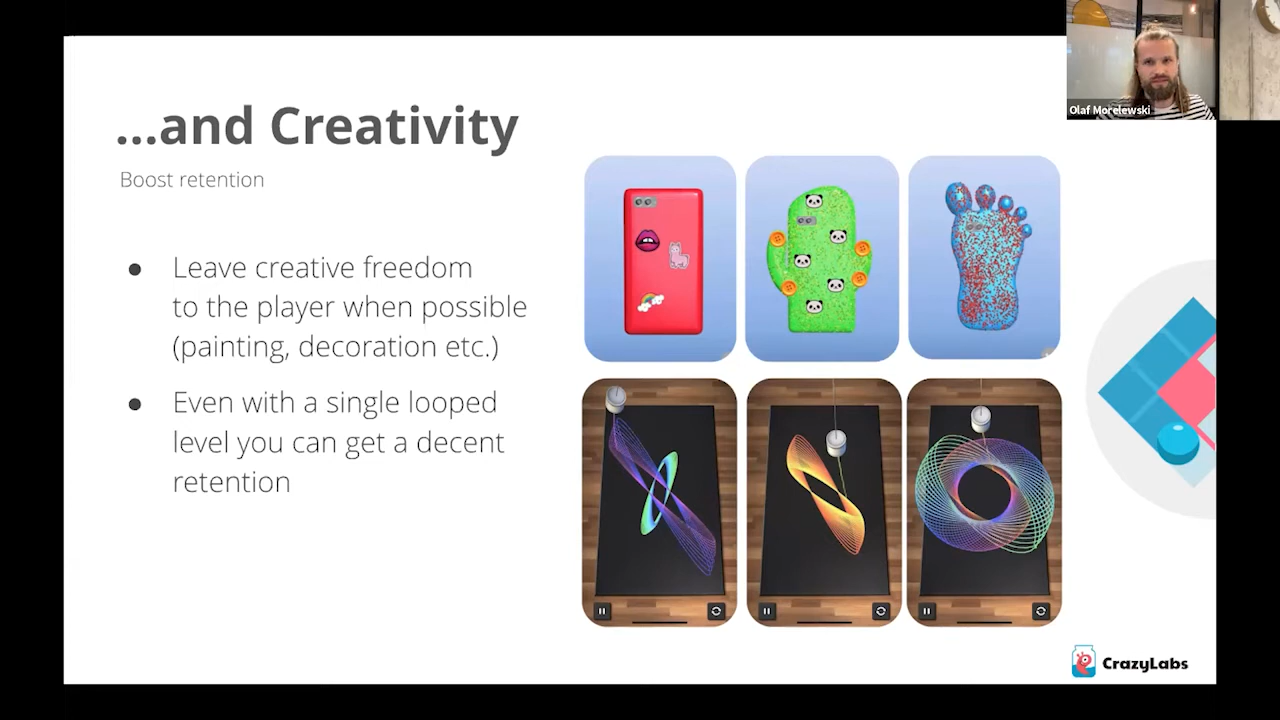 Olaf Morelewski
...and Creativity
Boost retention
● Leave creative freedom
to the player when possible
(painting, decoration etc.)
● Even with a single looped
level you can get a decent
retention
CrazyLabs